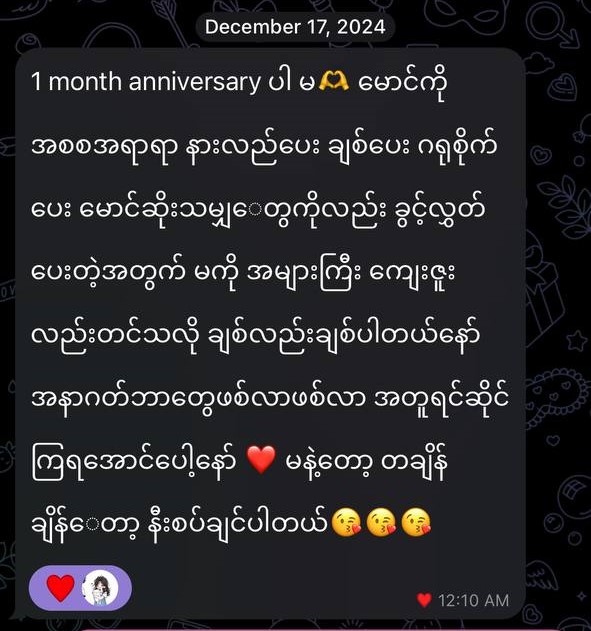 December 17, 2024
1 month anniversary ပါ မ🫶 မောင်ကို
အစစအရာရာ နားလည်ပေး ချစ်ပေး ဂရုစိုက်
ပေး မောင်ဆိုးသမျှေတွကိုလည်း ခွင့်လွှတ်
ပေးတဲ့အတွက် မကို အများကြီး ကျေးဇူး
လည်းတင်သလို ချစ်လည်းချစ်ပါတယ်နော်
အနာဂတ်ဘာတွေဖစ်လာဖစ်လာ အတူရင်ဆိုင်
ကြရအောင်ပေါ့နော် ❤️ မနဲ့တော့ တချိန်
ချိန်ေတာ့ နီးစပ်ချင်ပါတယ်😘😘😘
❤️ 12:10 AM